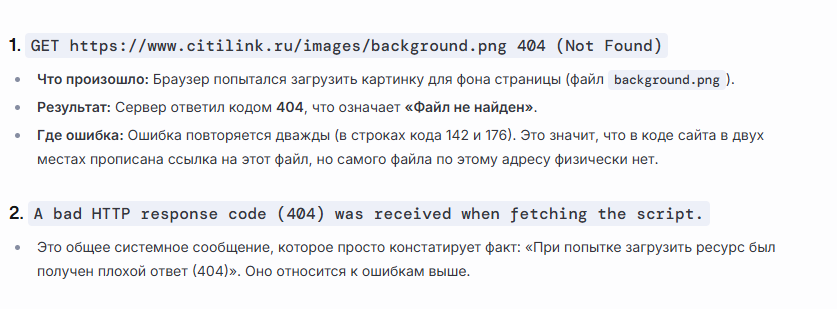 1. GET https://www.citilink.ru/images/background.png 404 (Not Found)
• Что произошло: Браузер попытался загрузить картинку для фона страницы (файл background.png).
• Результат: Сервер ответил кодом 404, что означает «Файл не найден».
• Где ошибка: Ошибка повторяется дважды (в строках кода 142 и 176). Это значит, что в коде сайта в двух
местах прописана ссылка на этот файл, но самого файла по этому адресу физически нет.
2. A bad HTTP response code (404) was received when fetching the script.
• Это общее системное сообщение, которое просто констатирует факт: «При попытке загрузить ресурс был
получен плохой ответ (404)». Оно относится к ошибкам выше.